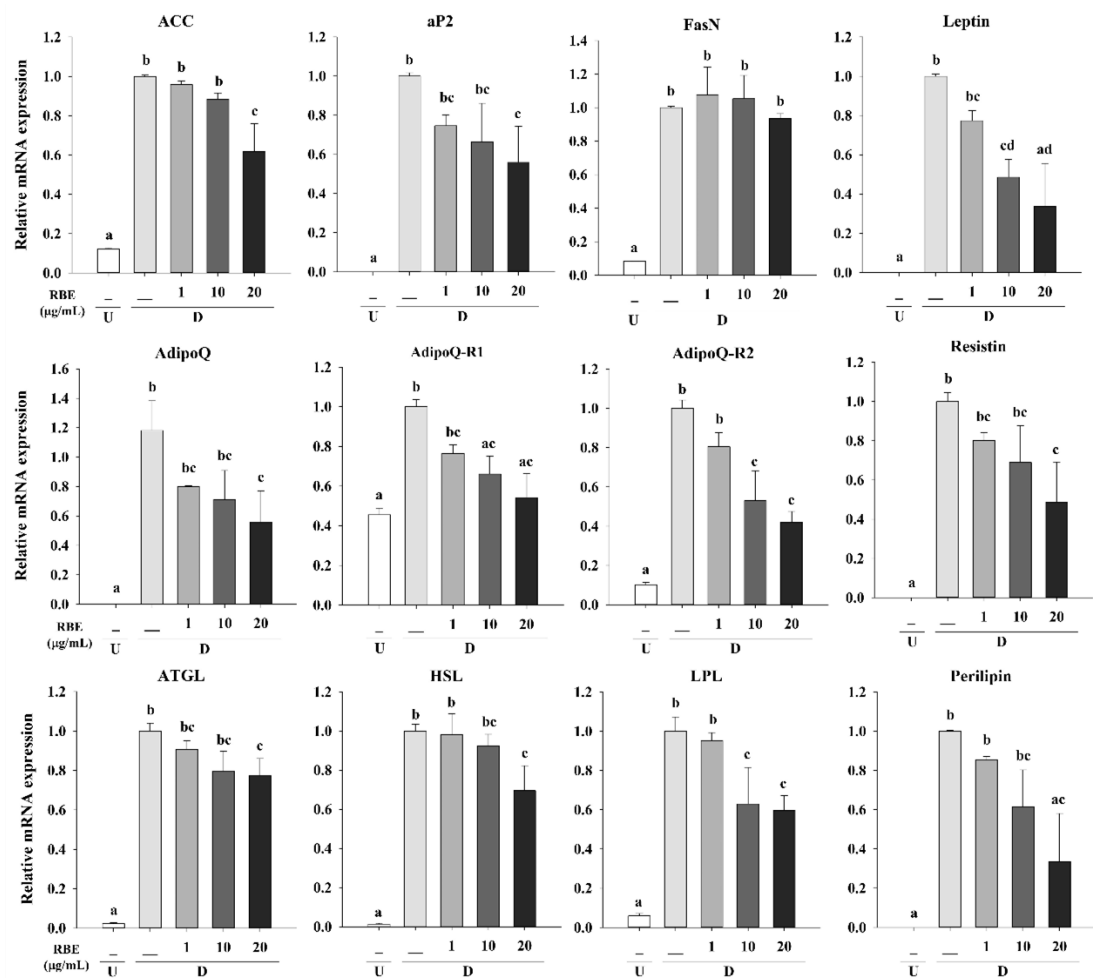 ACC aP2 FasN Leptin
Relative mRNA expression
1.2 1.0 0.8 0.6 0.4 0.2 0.0
a b b b c
1.2 1.0 0.8 0.6 0.4 0.2 0.0
a b bc bc c
1.4 1.2 1.0 0.8 0.6 0.4 0.2 0.0
a b b b b
1.2 1.0 0.8 0.6 0.4 0.2 0.0
a b bc cd ad
RBE – — 1 10 20 – — 1 10 20 – — 1 10 20 – — 1 10 20
(μg/mL) U D U D U D U D
AdipoQ AdipoQ-R1 AdipoQ-R2 Resistin
Relative mRNA expression
1.6 1.4 1.2 1.0 0.8 0.6 0.4 0.2 0.0
a b bc bc c
1.2 1.0 0.8 0.6 0.4 0.2 0.0
a b bc ac ac
1.2 1.0 0.8 0.6 0.4 0.2 0.0
a b b c c
1.2 1.0 0.8 0.6 0.4 0.2 0.0
a b bc bc c
RBE – — 1 10 20 – — 1 10 20 – — 1 10 20 – — 1 10 20
(μg/mL) U D U D U D U D
ATGL HSL LPL Perilipin
Relative mRNA expression
1.2 1.0 0.8 0.6 0.4 0.2 0.0
a b bc bc c
1.2 1.0 0.8 0.6 0.4 0.2 0.0
a b b bc c
1.2 1.0 0.8 0.6 0.4 0.2 0.0
a b b c c
1.2 1.0 0.8 0.6 0.4 0.2 0.0
a b b bc ac
RBE – — 1 10 20 – — 1 10 20 – — 1 10 20 – — 1 10 20
(μg/mL) U D U D U D U D